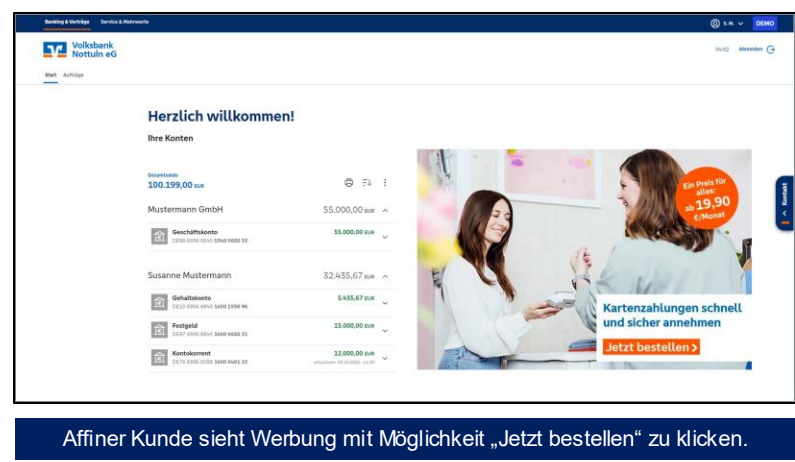 Banking & Verträge Service & Mehrwerte
S. M. DEMO
Volksbank
Nottuln eG
Abmelden
Start Aufträge
Herzlich willkommen!
Ihre Konten
Gesamtsaldo
100.199,00 EUR
Mustermann GmbH 55.000,00 EUR
Geschäftskonto 55.000,00 EUR
Susanne Mustermann 32.435,67 EUR
Gehaltskonto 5.435,67 EUR
Festgeld 15.000,00 EUR
Kontokorrent 12.000,00 EUR
Ein Preis für
alles:
ab 19,90
€/Monat
Kontakt
Kartenzahlungen schnell
und sicher annehmen
Jetzt bestellen >
Affiner Kunde sieht Werbung mit Möglichkeit „Jetzt bestellen“ zu klicken.